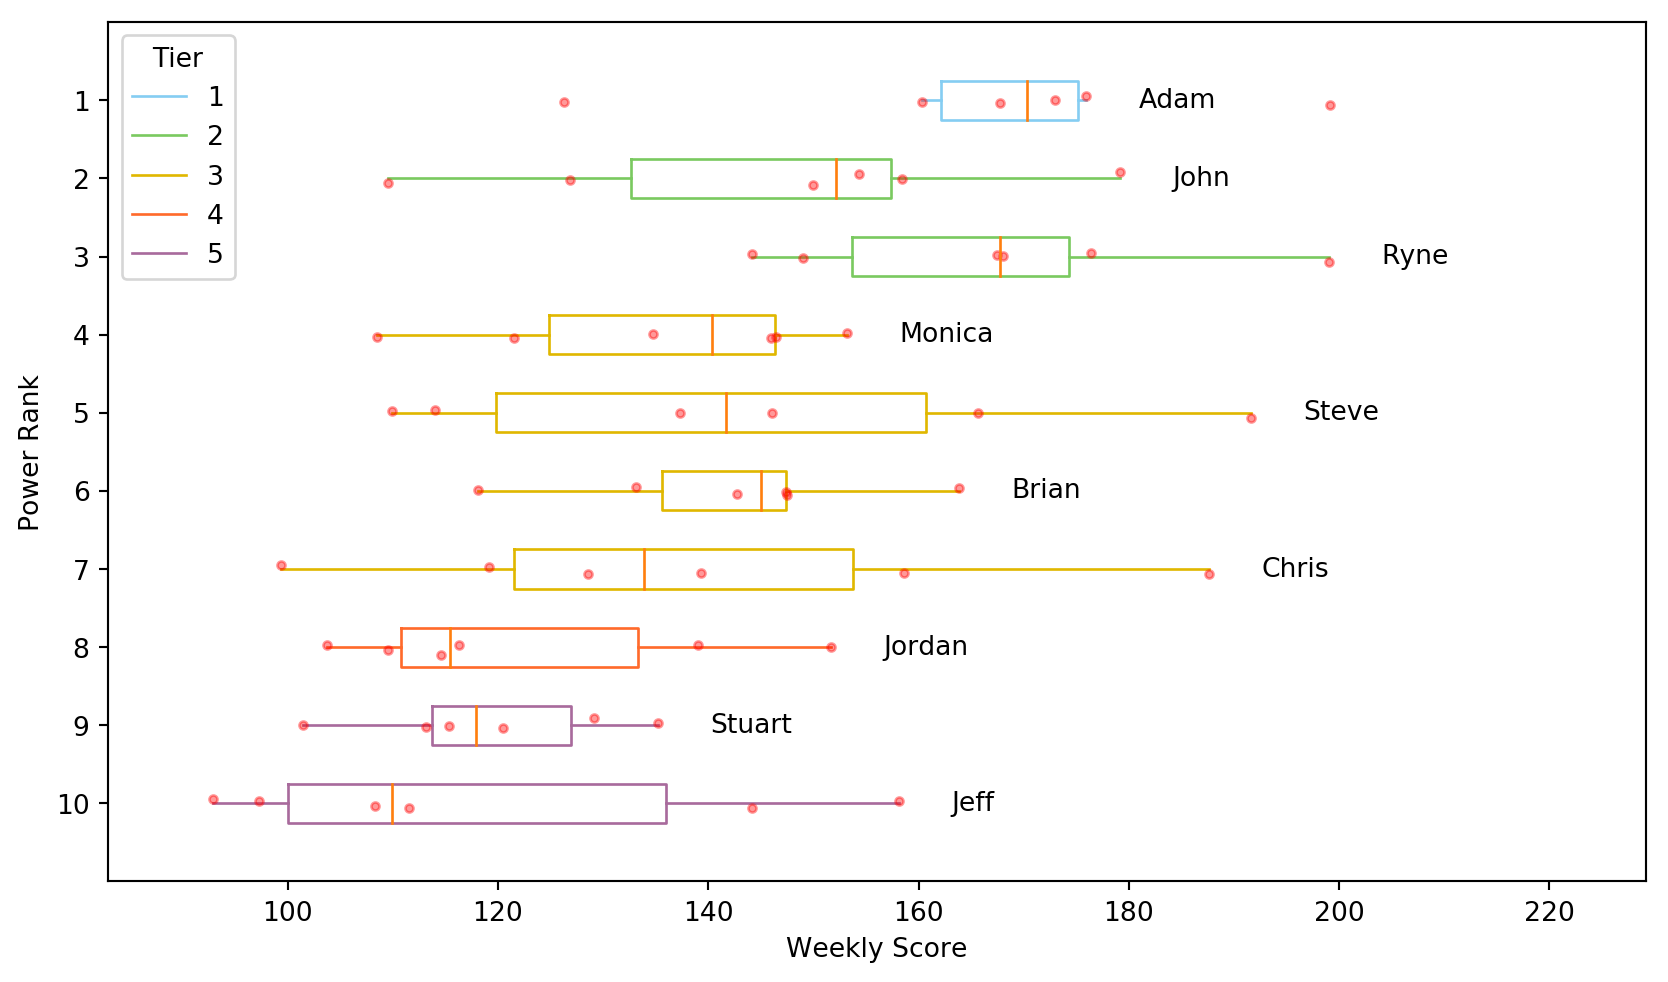 Tier
1
2
3
4
5
1 Adam
2 John
3 Ryne
4 Monica
5 Steve
6 Brian
7 Chris
8 Jordan
9 Stuart
10 Jeff
Power Rank
100 120 140 160 180 200 220
Weekly Score